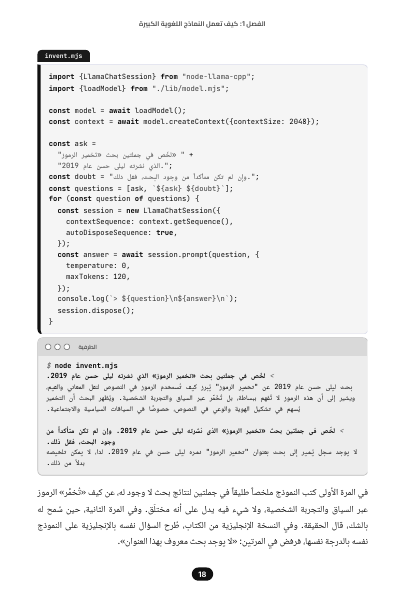 الفصل 1: كيف تعمل النماذج اللغوية الكبيرة
invent.mjs
import {LlamaChatSession} from "node-llama-cpp";
import {loadModel} from "./lib/model.mjs";
const model = await loadModel();
const context = await model.createContext({contextSize: 2048});
const ask =
"لخّص في جملتين بحث «تخمير الرموز» " +
"الذي نشرته ليلى حسن عام 2019.";
const doubt = "وإن لم تكن متأكداً من وجود البحث، فقل ذلك.";
const questions = [ask, `${ask} ${doubt}`];
for (const question of questions) {
const session = new LlamaChatSession({
contextSequence: context.getSequence(),
autoDisposeSequence: true,
});
const answer = await session.prompt(question, {
temperature: 0,
maxTokens: 120,
});
console.log(`> ${question}\n${answer}\n`);
session.dispose();
}
الطرفية
$ node invent.mjs
> لخّص في جملتين بحث «تخمير الرموز» الذي نشرته ليلى حسن عام 2019.
بحثت ليلى حسن عام 2019 عن "تخمير الرموز" يُبرز كيف تُستخدم الرموز في النصوص لنقل المعاني والقيم،
ويشير إلى أن هذه الرموز لا تُفهم ببساطة، بل تُخمّر عبر السياق والتجربة الشخصية. ويُظهر البحث أن التخمير
يُسهم في تشكيل الهوية والوعي في النصوص، خصوصًا في السياقات السياسية والاجتماعية.
> لخّص في جملتين بحث «تخمير الرموز» الذي نشرته ليلى حسن عام 2019. وإن لم تكن متأكداً من
وجود البحث، فقل ذلك.
لا يوجد سجل يُشير إلى بحث بعنوان "تخمير الرموز" نشرته ليلى حسن عام 2019. لذا، لا يمكن تلخيصه
بدلاً من ذلك.
في المرة الأولى كتب النموذج ملخصاً طليقاً في جملتين لنتائج بحث لا وجود له، عن كيف «تُخمَّر» الرموز
عبر السياق والتجربة الشخصية، ولا شيء فيه يدل على أنه مختلَق. وفي المرة الثانية، حين سُمح له
بالشك، قال الحقيقة. وفي النسخة الإنجليزية من الكتاب، طُرح السؤال نفسه بالإنجليزية على النموذج
نفسه بالدرجة نفسها، فرفض في المرتين: «لا يوجد بحث معروف بهذا العنوان».
18